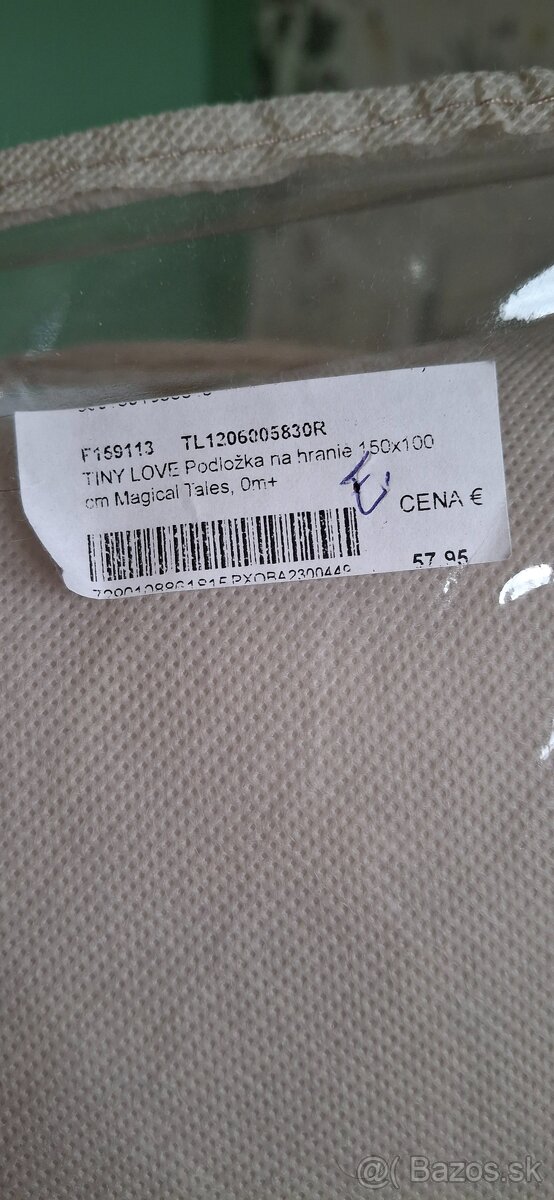 F159113 TL1206005830R
TINY LOVE Podložka na hranie 150x100
cm Magical Tales, 0m+
CENA €
57.95
@( Bazos.sk